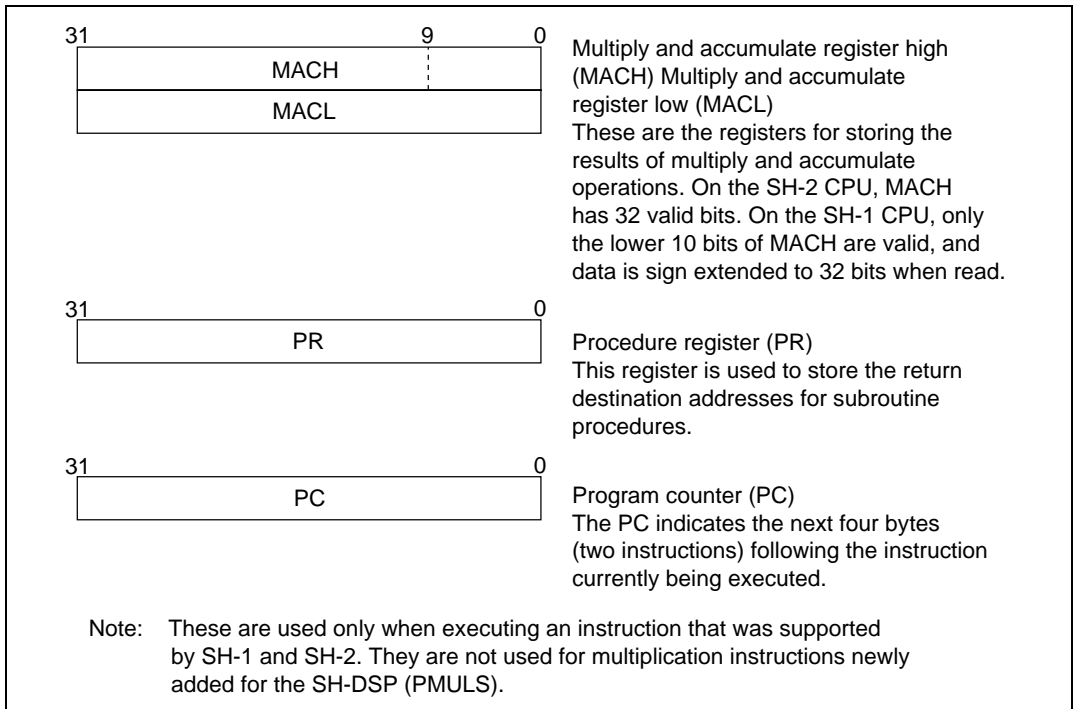 31 9 0
MACH
MACL
Multiply and accumulate register high
(MACH) Multiply and accumulate
register low (MACL)
These are the registers for storing the
results of multiply and accumulate
operations. On the SH-2 CPU, MACH
has 32 valid bits. On the SH-1 CPU, only
the lower 10 bits of MACH are valid, and
data is sign extended to 32 bits when read.
31 0
PR
Procedure register (PR)
This register is used to store the return
destination addresses for subroutine
procedures.
31 0
PC
Program counter (PC)
The PC indicates the next four bytes
(two instructions) following the instruction
currently being executed.
Note: These are used only when executing an instruction that was supported
by SH-1 and SH-2. They are not used for multiplication instructions newly
added for the SH-DSP (PMULS).